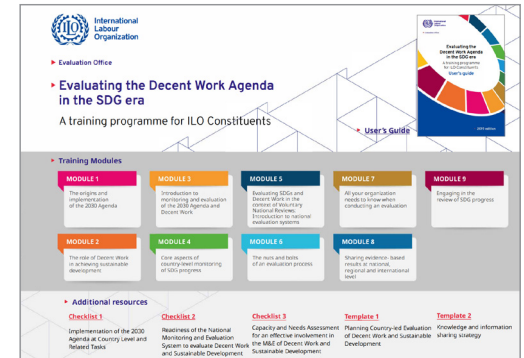 International
Labour
Organization
Evaluation Office
Evaluating the Decent Work Agenda
in the SDG era
A training programme for ILO Constituents
User's Guide
Evaluating the
Decent Work Agenda
in the SDG era
A training programme
for ILO Constituents
User's guide
Training Modules
MODULE 1
The origins and
implementation
of the 2030 Agenda
MODULE 3
Introduction to
monitoring and evaluation
of the 2030 Agenda and
Decent Work
MODULE 5
Evaluating SDGs and
Decent Work in the
context of Voluntary
National Reviews;
Introduction to national
evaluation systems
MODULE 7
All your organization
needs to know when
conducting an evaluation
MODULE 9
Engaging in the
review of SDG progress
MODULE 2
The role of Decent Work
in achieving sustainable
development
MODULE 4
Core aspects of
country-level monitoring
of SDG progress
MODULE 6
The nuts and bolts
of an evaluation process
MODULE 8
Sharing evidence-based
results at national,
regional and international
level
Additional resources
Checklist 1
Implementation of the 2030
Agenda at Country Level and
Related Tasks
Checklist 2
Readiness of the National
Monitoring and Evaluation
System to evaluate Decent Work
and Sustainable Development
Checklist 3
Capacity and Needs Assessment
for an effective involvement in
the M&E of Decent Work and
Sustainable Development
Template 1
Planning Country-led Evaluation
of Decent Work and Sustainable
Development
Template 2
Knowledge and information
sharing strategy